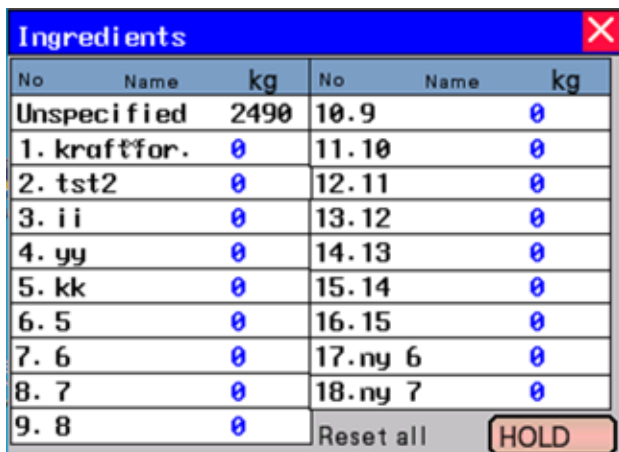 Ingredients
No Name kg
Unspecified 2490
1. kraftfor. 0
2. tst2 0
3. ii 0
4. yy 0
5. kk 0
6. 5 0
7. 6 0
8. 7 0
9. 8 0
No Name kg
10.9 0
11.10 0
12.11 0
13.12 0
14.13 0
15.14 0
16.15 0
17.ny 6 0
18.ny 7 0
Reset all HOLD